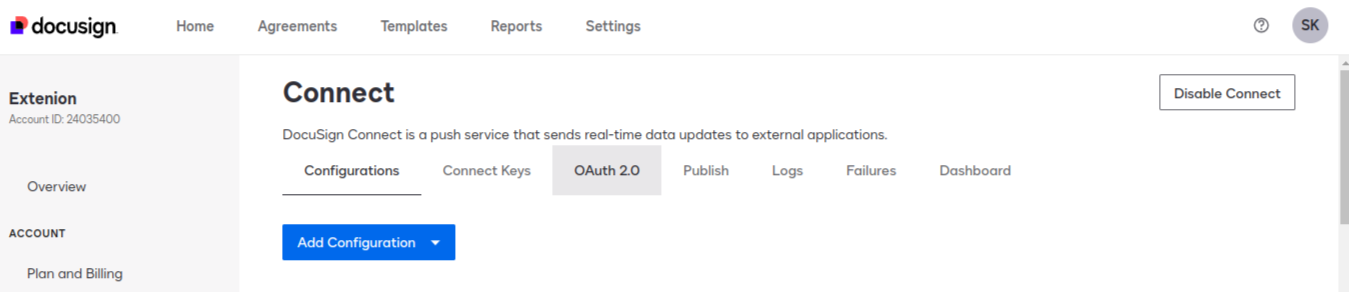 docusign
Home Agreements Templates Reports Settings
SK
Extenion
Account ID: 24035400
Overview
ACCOUNT
Plan and Billing
Connect
Disable Connect
DocuSign Connect is a push service that sends real-time data updates to external applications.
Configurations Connect Keys OAuth 2.0 Publish Logs Failures Dashboard
Add Configuration